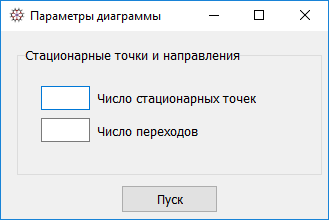 Параметры диаграммы
Стационарные точки и направления
Число стационарных точек
Число переходов
Пуск